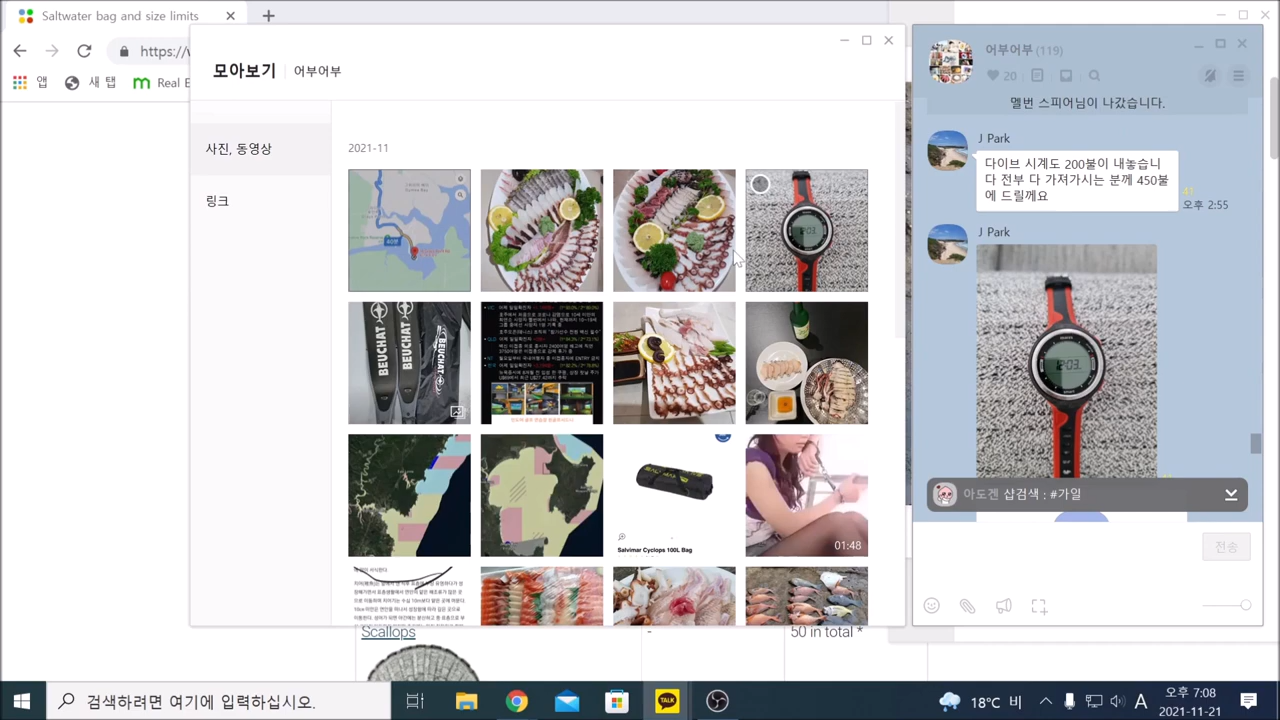 Saltwater bag and size limits
https://w
앱
새 탭
Real E
모아보기
어부어부
사진, 동영상
링크
2021-11
BEUCHAT
BEUCHAT
BEUCHAT
Salvimar Cyclops 100L Bag
01:48
Scallops
-
50 in total *
어부어부 (119)
20
멜번 스피어님이 나갔습니다.
J Park
다이브 시계도 200불이 내놓습니
다 전부 다 가져가시는 분께 450불
에 드릴께요
41
오후 2:55
J Park
아도겐 삽검색 : #가일
전송
검색하려면 여기에 입력하십시오.
TALK
18°C 비
A
오후 7:08
2021-11-21